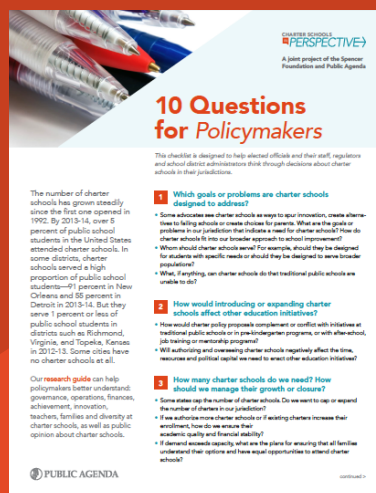 CHARTER SCHOOLS
IN PERSPECTIVE
A joint project of the Spencer
Foundation and Public Agenda
10 Questions
for Policymakers
This checklist is designed to help elected officials and their staff, regulators
and school district administrators think through decisions about charter
schools in their jurisdictions.
The number of charter
schools has grown steadily
since the first one opened in
1992. By 2013-14, over 5
percent of public school
students in the United States
attended charter schools. In
some districts, charter
schools served a high
proportion of public school
students—91 percent in New
Orleans and 55 percent in
Detroit in 2013-14. But they
serve 1 percent or less of
public school students in
districts such as Richmond,
Virginie, and Topeka, Kansas
in 2012-13. Some cities have
no charter schools at all.
Our research guide can help
policymakers better understand:
governance, operations, finances,
achievement, innovation,
teachers, families and diversity at
charter schools, as well as public
opinion about charter schools.
1 Which goals or problems are charter schools
designed to address?
• Some advocates see charter schools as ways to spur innovation, create alterna-
tives to failing schools or create choices for parents. What are the goals or
problems in our jurisdiction that indicate a need for charter schools? How do
charter schools fit into our broader approach to school improvement?
• Whom should charter schools serve? For example, should they be designed
for students with specific needs or should they be designed to serve broader
populations?
• What, if anything, can charter schools do that traditional public schools are
unable to do?
2 How would introducing or expanding charter
schools affect other education initiatives?
• How would charter policy proposals complement or conflict with initiatives at
traditional public schools or in pre-kindergarten programs, or with after-school,
job training or mentorship programs?
• Will authorizing and overseeing charter schools negatively affect the time,
resources and political capital we need to enact other education initiatives?
3 How many charter schools do we need? How
should we manage their growth or closure?
• Some states cap the number of charter schools. Do we want to cap or expand
the number of charters in our jurisdiction?
• If we authorize more charter schools or if existing charters increase their
enrollment, how do we ensure their
academic quality and financial stability?
• If demand exceeds capacity, what are the plans for ensuring that all families
understand their options and have equal opportunities to attend charter
schools?
PUBLIC AGENDA
continued >